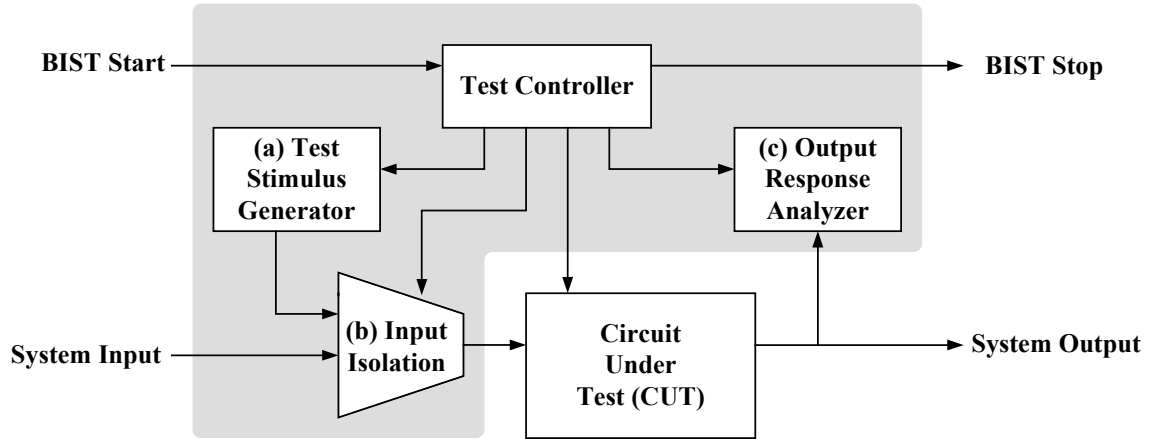 BIST Start
Test Controller
BIST Stop
(a) Test
Stimulus
Generator
(c) Output
Response
Analyzer
System Input
(b) Input
Isolation
Circuit
Under
Test (CUT)
System Output